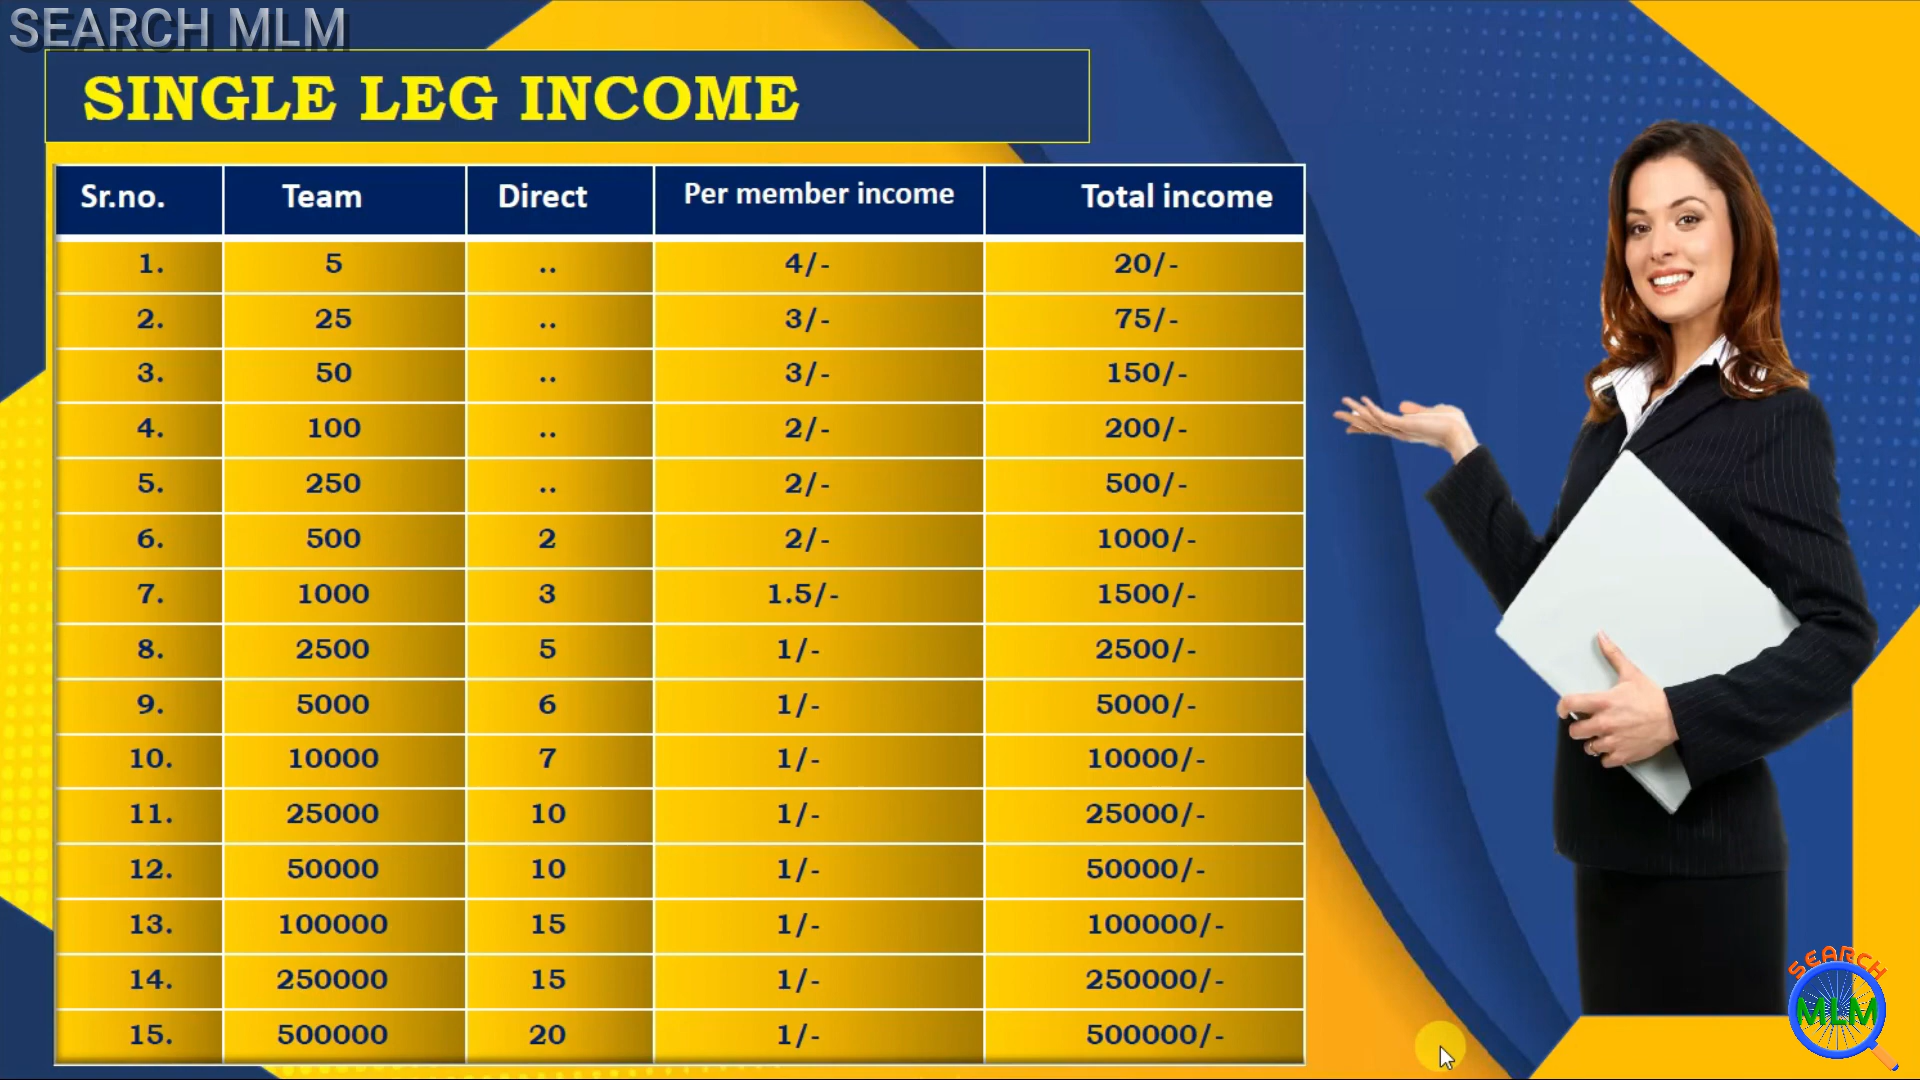 SEARCH MLM
SINGLE LEG INCOME
Sr.no. Team Direct Per member income Total income
1. 5 .. 4/- 20/-
2. 25 .. 3/- 75/-
3. 50 .. 3/- 150/-
4. 100 .. 2/- 200/-
5. 250 .. 2/- 500/-
6. 500 2 2/- 1000/-
7. 1000 3 1.5/- 1500/-
8. 2500 5 1/- 2500/-
9. 5000 6 1/- 5000/-
10. 10000 7 1/- 10000/-
11. 25000 10 1/- 25000/-
12. 50000 10 1/- 50000/-
13. 100000 15 1/- 100000/-
14. 250000 15 1/- 250000/-
15. 500000 20 1/- 500000/-
SEARCH
MLM